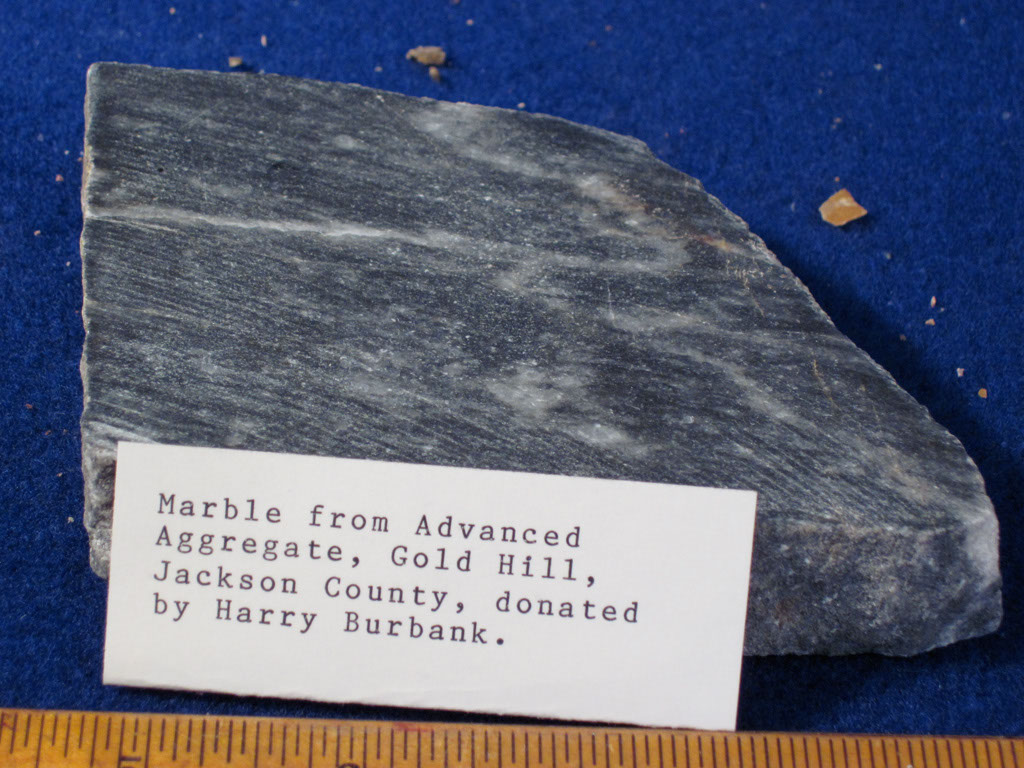 Marble from Advanced
Aggregate, Gold Hill,
Jackson County, donated
by Harry Burbank.